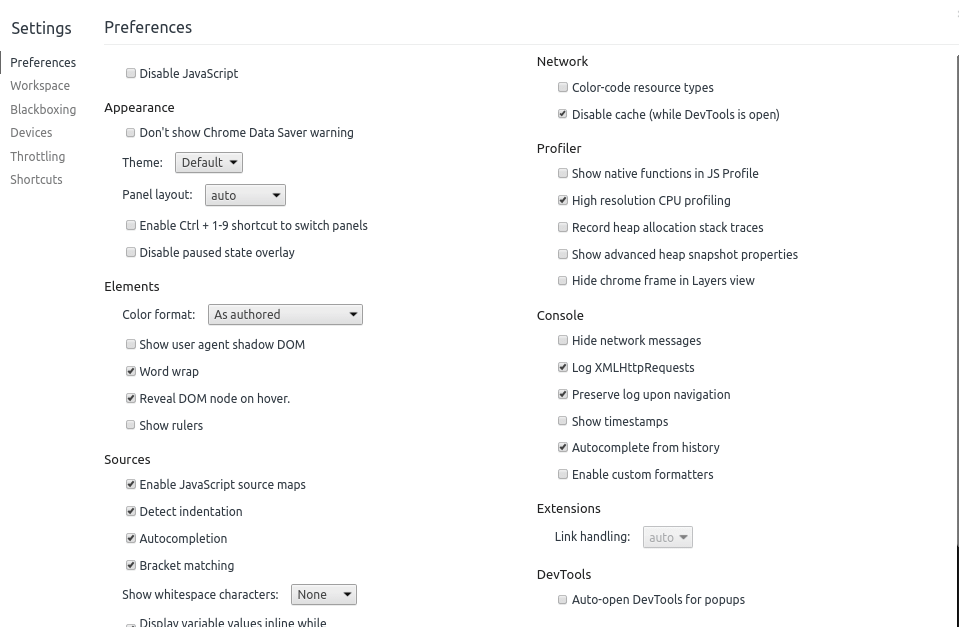 Settings
Preferences
Workspace
Blackboxing
Devices
Throttling
Shortcuts
Preferences
Disable JavaScript
Appearance
Don't show Chrome Data Saver warning
Theme: Default
Panel layout: auto
Enable Ctrl + 1-9 shortcut to switch panels
Disable paused state overlay
Elements
Color format: As authored
Show user agent shadow DOM
Word wrap
Reveal DOM node on hover.
Show rulers
Sources
Enable JavaScript source maps
Detect indentation
Autocompletion
Bracket matching
Show whitespace characters: None
Display variable values inline while
Network
Color-code resource types
Disable cache (while DevTools is open)
Profiler
Show native functions in JS Profile
High resolution CPU profiling
Record heap allocation stack traces
Show advanced heap snapshot properties
Hide chrome frame in Layers view
Console
Hide network messages
Log XMLHttpRequests
Preserve log upon navigation
Show timestamps
Autocomplete from history
Enable custom formatters
Extensions
Link handling: auto
DevTools
Auto-open DevTools for popups